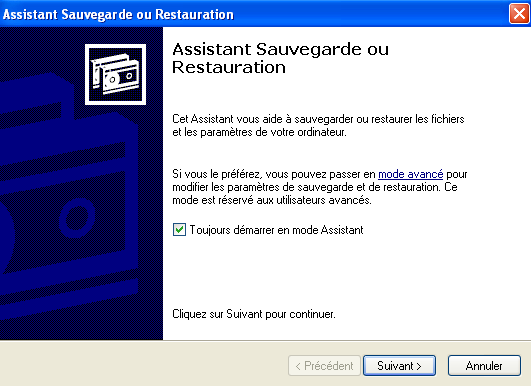 Assistant Sauvegarde ou Restauration
Assistant Sauvegarde ou
Restauration
Cet Assistant vous aide à sauvegarder ou restaurer les fichiers
et les paramètres de votre ordinateur.
Si vous le préférez, vous pouvez passer en mode avancé pour
modifier les paramètres de sauvegarde et de restauration. Ce
mode est réservé aux utilisateurs avancés.
Toujours démarrer en mode Assistant
Cliquez sur Suivant pour continuer.
< Précédent Suivant > Annuler